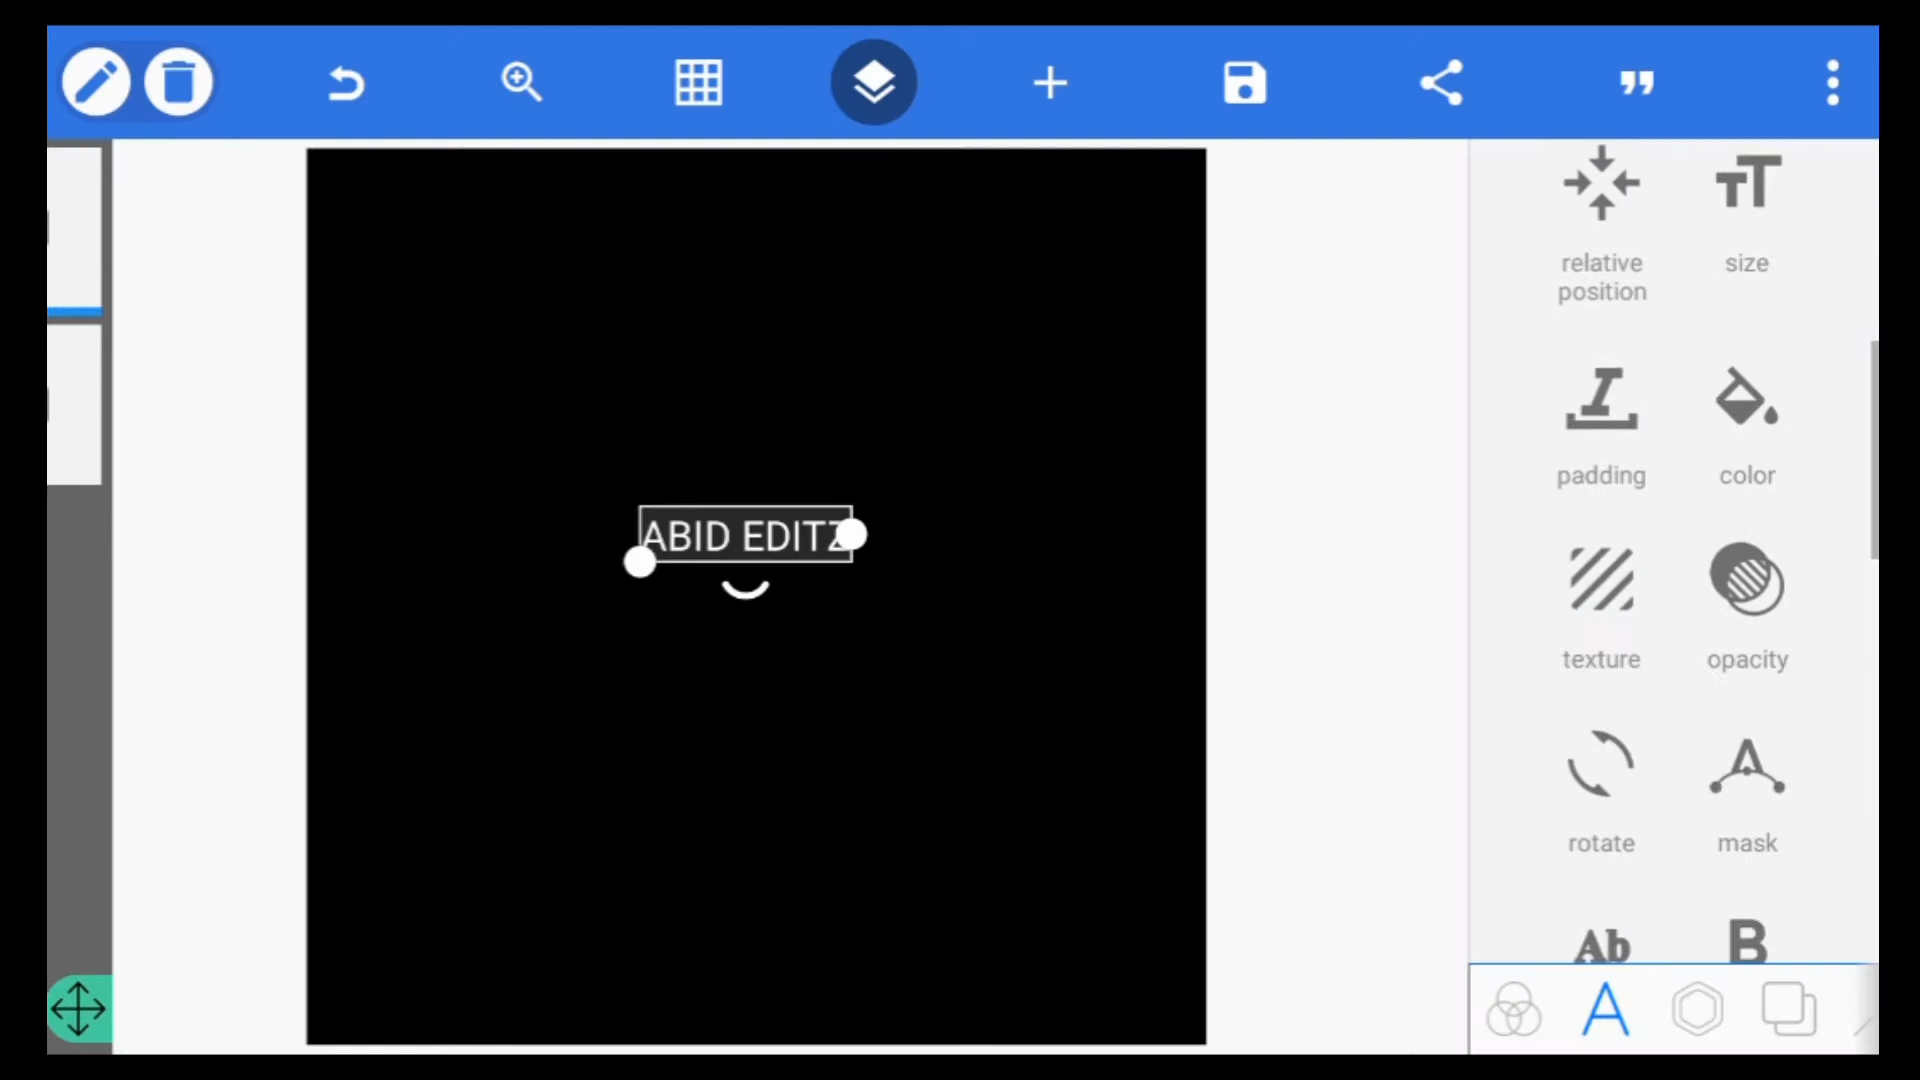 relative
position
size
ABID EDITZ
padding
color
texture
opacity
rotate
mask
Ab
B
A